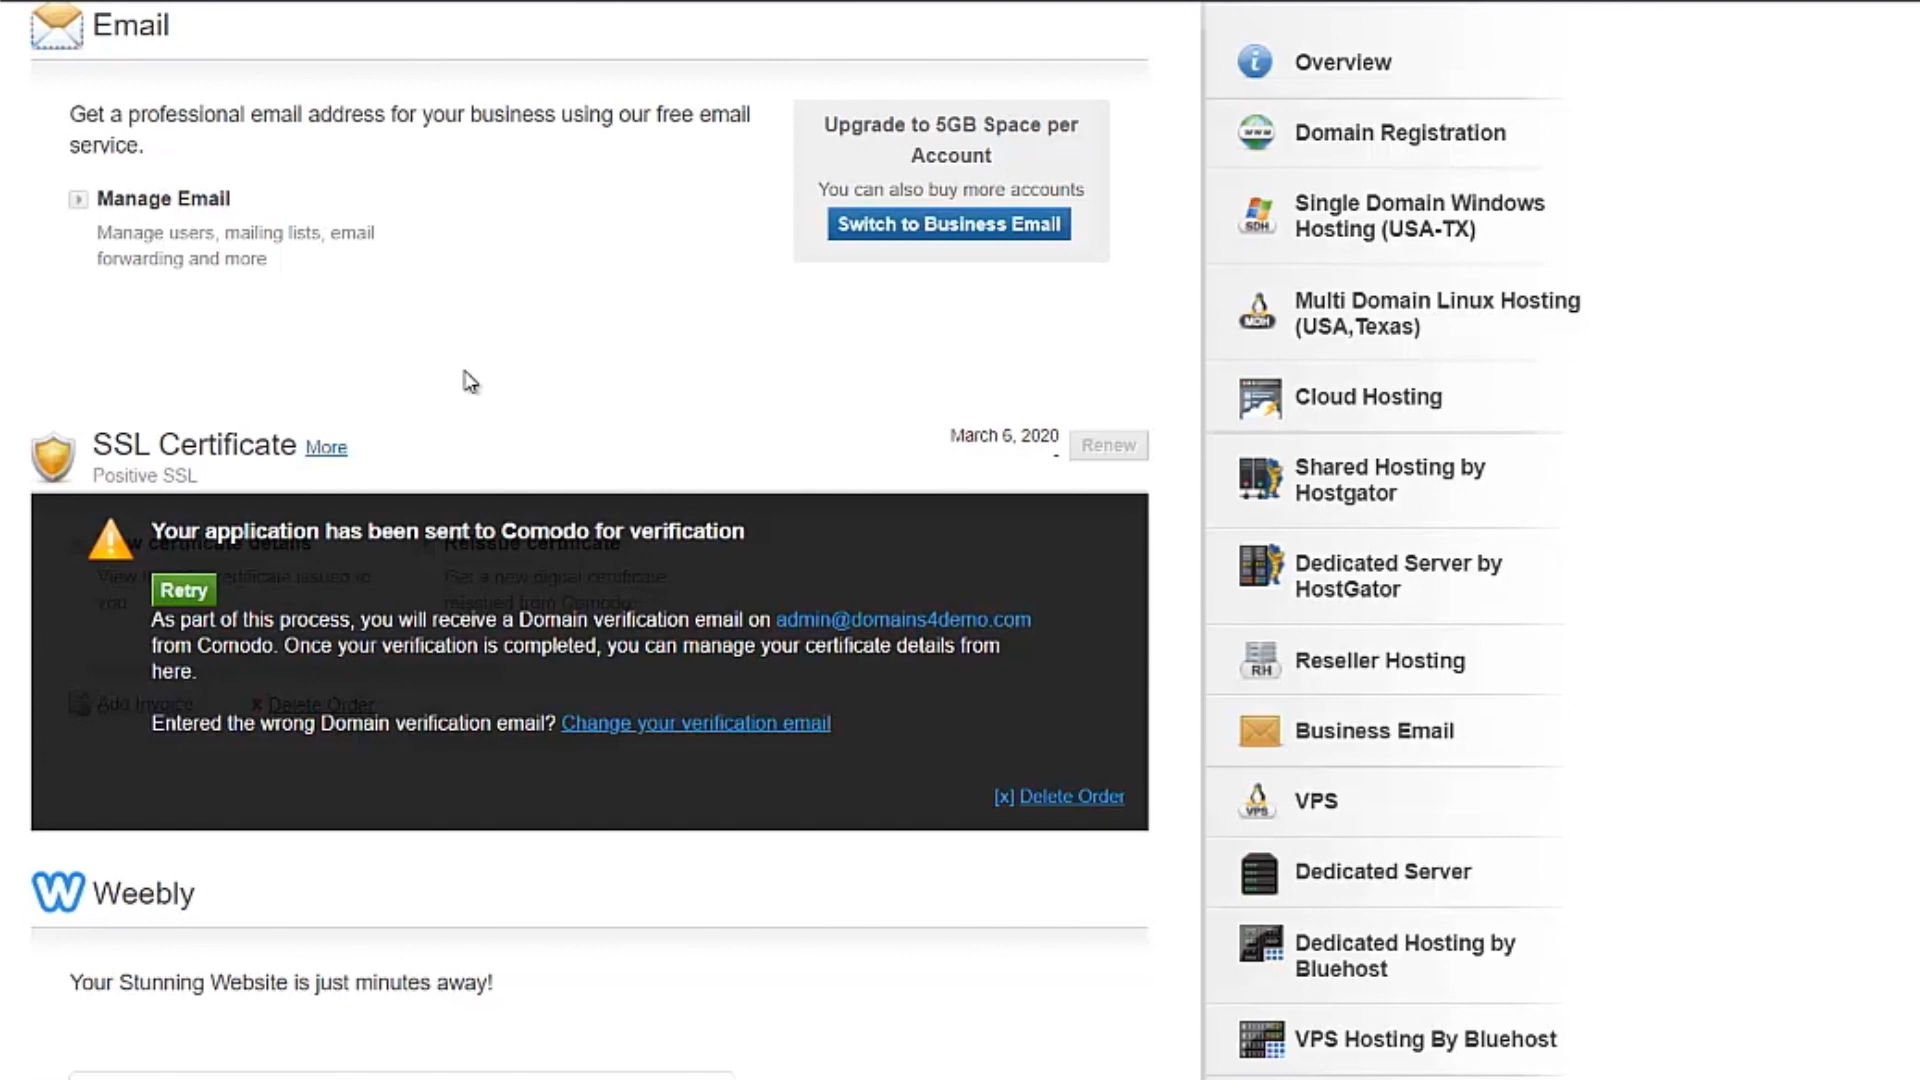 Email
Get a professional email address for your business using our free email
service.
Manage Email
Manage users, mailing lists, email
forwarding and more
Upgrade to 5GB Space per
Account
You can also buy more accounts
Switch to Business Email
SSL Certificate More
Positive SSL
March 6, 2020
-
Renew
Your application has been sent to Comodo for verification
Retry
As part of this process, you will receive a Domain verification email on admin@domains4demo.com
from Comodo. Once your verification is completed, you can manage your certificate details from
here.
Add Invoice x Delete Order
Entered the wrong Domain verification email? Change your verification email
[x] Delete Order
Weebly
Your Stunning Website is just minutes away!
Overview
Domain Registration
Single Domain Windows
Hosting (USA-TX)
Multi Domain Linux Hosting
(USA,Texas)
Cloud Hosting
Shared Hosting by
Hostgator
Dedicated Server by
HostGator
Reseller Hosting
Business Email
VPS
Dedicated Server
Dedicated Hosting by
Bluehost
VPS Hosting By Bluehost